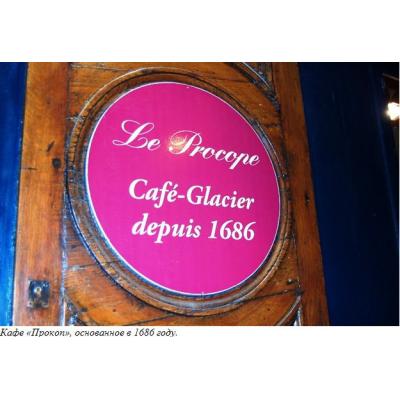 Le Procope
Café-Glacier
depuis 1686
Кафе «Прокоп», основанное в 1686 году.